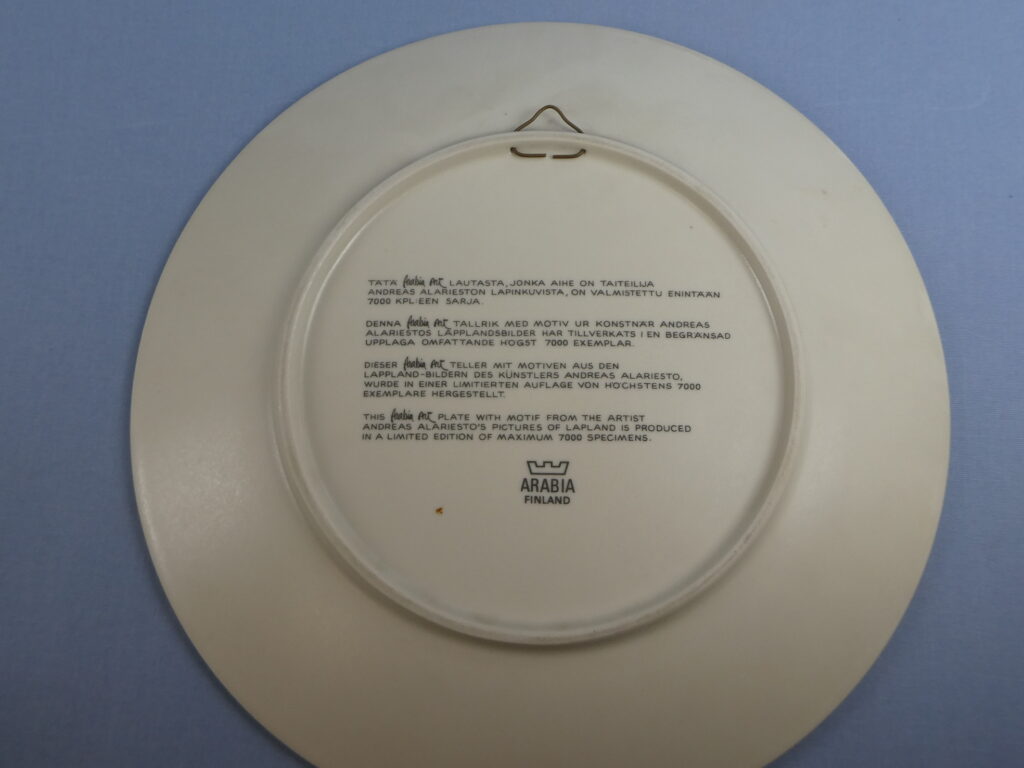 TÄTÄ Arabia Art LAUTASTA, JONKA AIHE ON TAITEILIJA
ANDREAS ALARIESTON LAPINKUVISTA, ON VALMISTETTU ENINTÄÄN
7000 KPL:EEN SARJA.
DENNA Arabia Art TALLRIK MED MOTIV UR KONSTNÄR ANDREAS
ALARIESTOS LAPPLANDSBILDER HAR TILLVERKATS I EN BEGRÄNSAD
UPPLAGA OMFATTANDE HÖGST 7000 EXEMPLAR.
DIESER Arabia Art TELLER MIT MOTIVEN AUS DEN
LAPPLAND-BILDERN DES KÜNSTLERS ANDREAS ALARIESTO,
WURDE IN EINER LIMITIERTEN AUFLAGE VON HÖCHSTENS 7000
EXEMPLARE HERGESTELLT.
THIS Arabia Art PLATE WITH MOTIF FROM THE ARTIST
ANDREAS ALARIESTO'S PICTURES OF LAPLAND IS PRODUCED
IN A LIMITED EDITION OF MAXIMUM 7000 SPECIMENS.
ARABIA
FINLAND